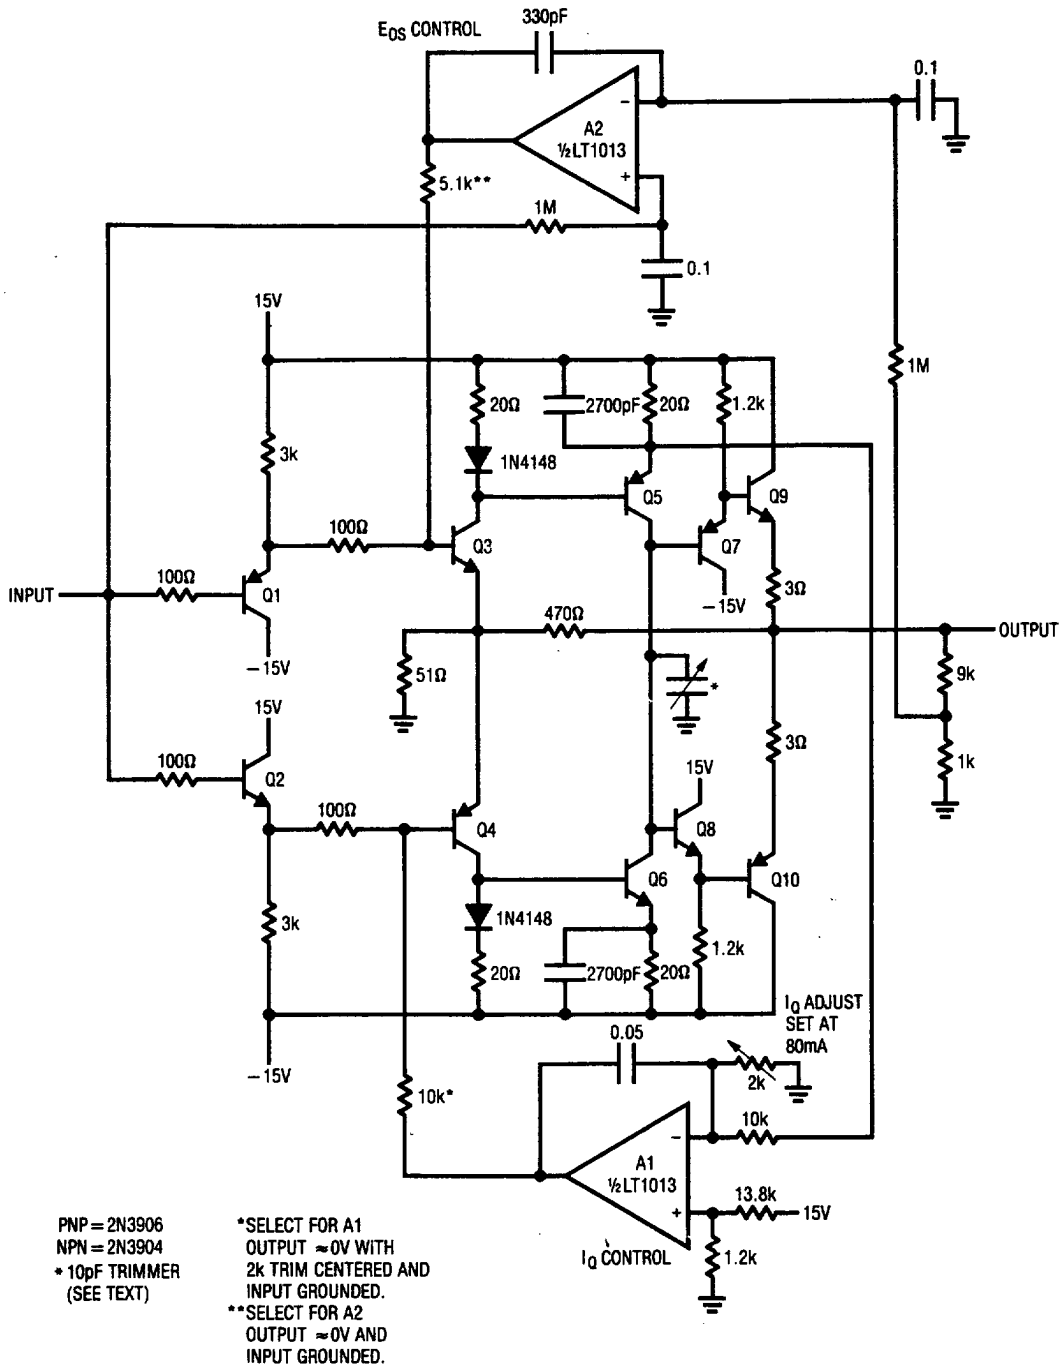 330pF
E_OS CONTROL
0.1
A2
½LT1013
−
+
5.1k**
1M
0.1
15V
1M
20Ω
2700pF
20Ω
1.2k
3k
1N4148
Q5
Q9
100Ω
Q3
Q7
100Ω
INPUT
Q1
−15V
3Ω
470Ω
OUTPUT
−15V
51Ω
*
9k
15V
3Ω
1k
100Ω
Q2
15V
100Ω
Q4
Q8
Q6
Q10
1N4148
3k
1.2k
20Ω
2700pF
20Ω
I_Q ADJUST
SET AT
80mA
0.05
−15V
2k
10k*
10k
−
A1
½LT1013
13.8k
+
15V
I_Q CONTROL
1.2k
PNP = 2N3906
NPN = 2N3904
* 10pF TRIMMER
(SEE TEXT)
*SELECT FOR A1
OUTPUT ≈0V WITH
2k TRIM CENTERED AND
INPUT GROUNDED.
**SELECT FOR A2
OUTPUT ≈0V AND
INPUT GROUNDED.